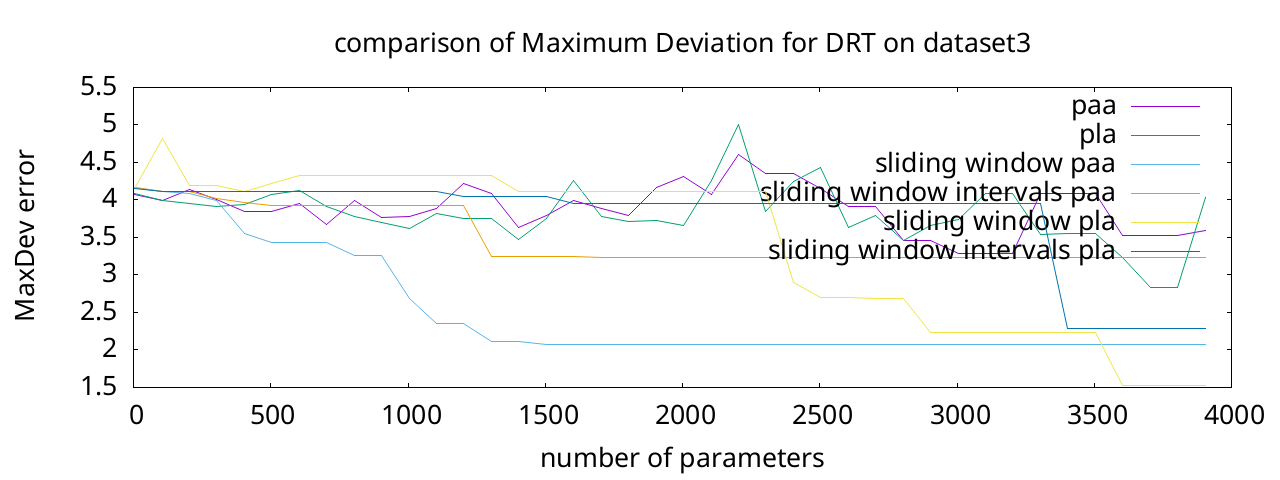 comparison of Maximum Deviation for DRT on dataset3
MaxDev error
5.5
5
4.5
4
3.5
3
2.5
2
1.5
paa
pla
sliding window paa
sliding window intervals paa
sliding window pla
sliding window intervals pla
0 500 1000 1500 2000 2500 3000 3500 4000
number of parameters